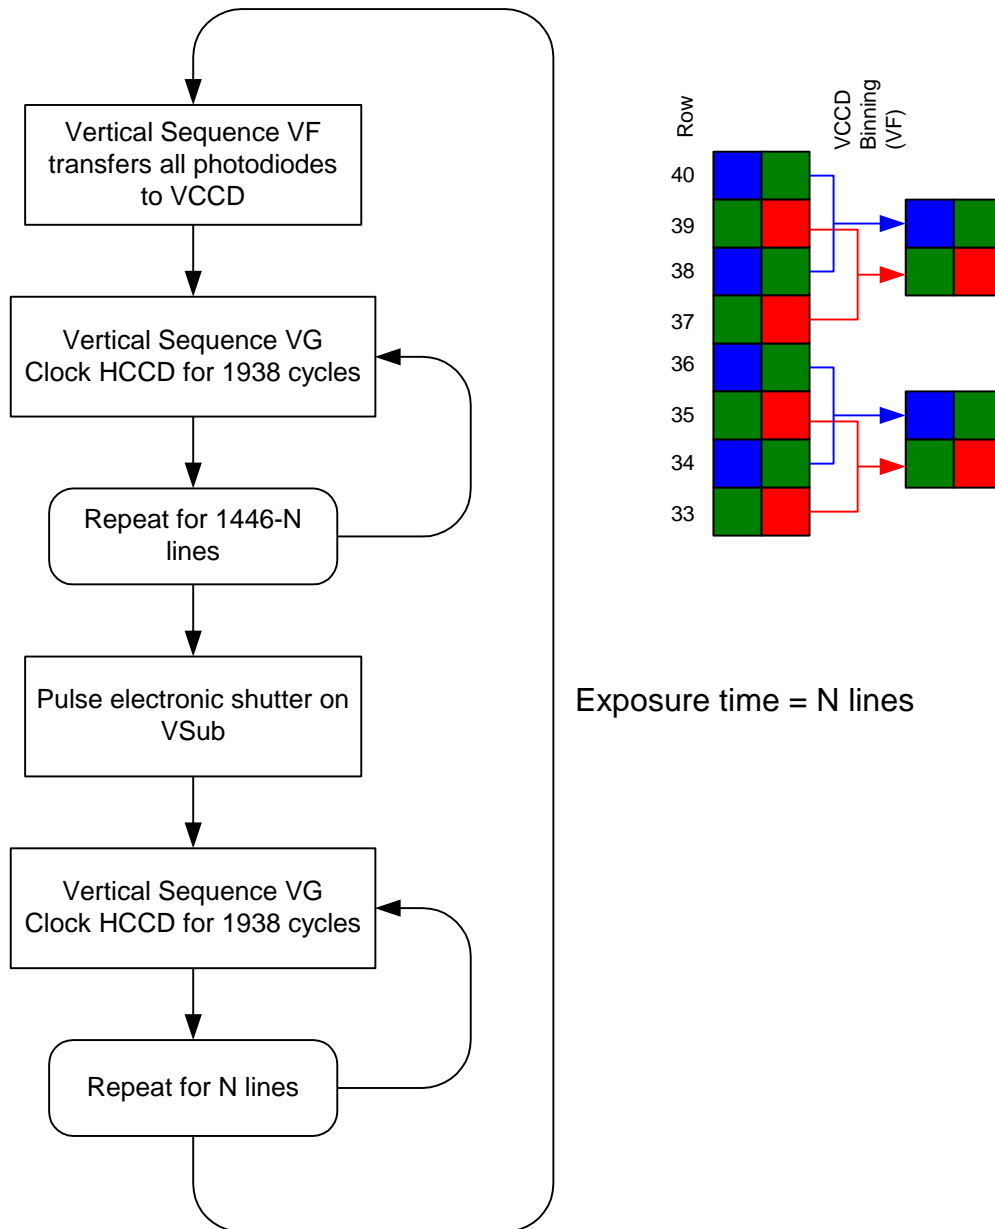 Vertical Sequence VF
transfers all photodiodes
to VCCD
Vertical Sequence VG
Clock HCCD for 1938 cycles
Repeat for 1446-N
lines
Pulse electronic shutter on
VSub
Vertical Sequence VG
Clock HCCD for 1938 cycles
Repeat for N lines
Row
VCCD
Binning
(VF)
40
39
38
37
36
35
34
33
Exposure time = N lines